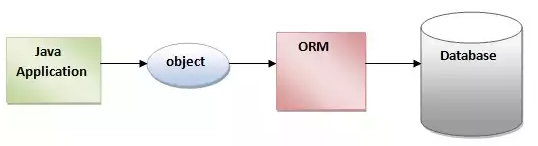 Java
Application
object
ORM
Database